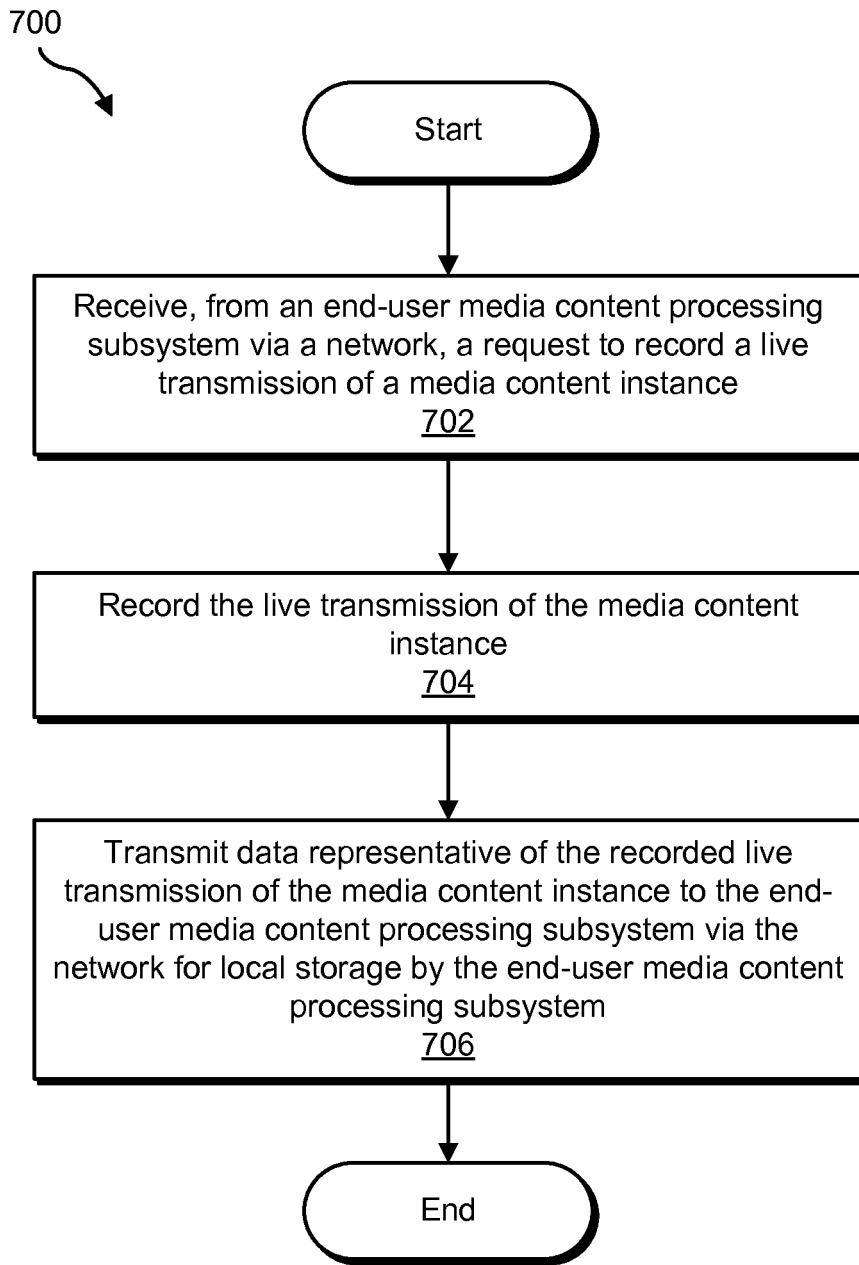 700
Start
Receive, from an end-user media content processing
subsystem via a network, a request to record a live
transmission of a media content instance
702
Record the live transmission of the media content
instance
704
Transmit data representative of the recorded live
transmission of the media content instance to the end-
user media content processing subsystem via the
network for local storage by the end-user media content
processing subsystem
706
End